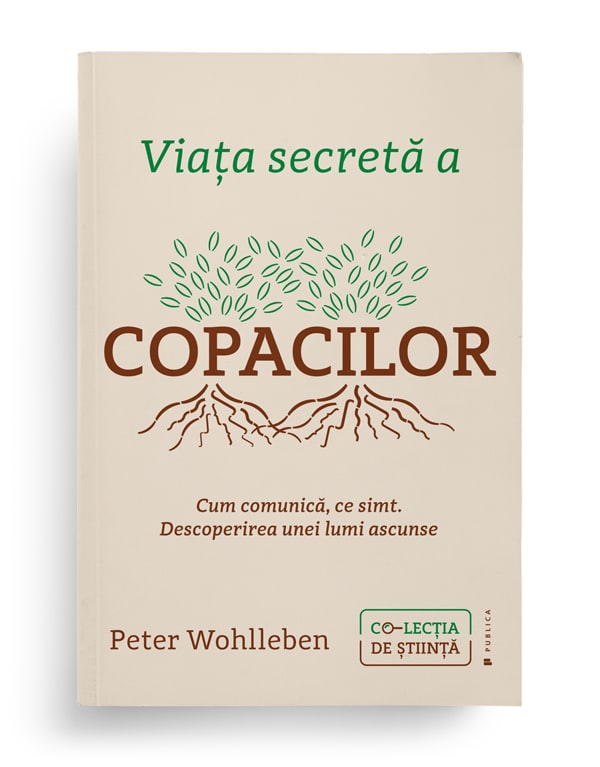 Viața secretă a
COPACILOR
Cum comunică, ce simt.
Descoperirea unei lumi ascunse
Peter Wohlleben
CO-LECȚIA
DE ȘTIINȚĂ
PUBLICA